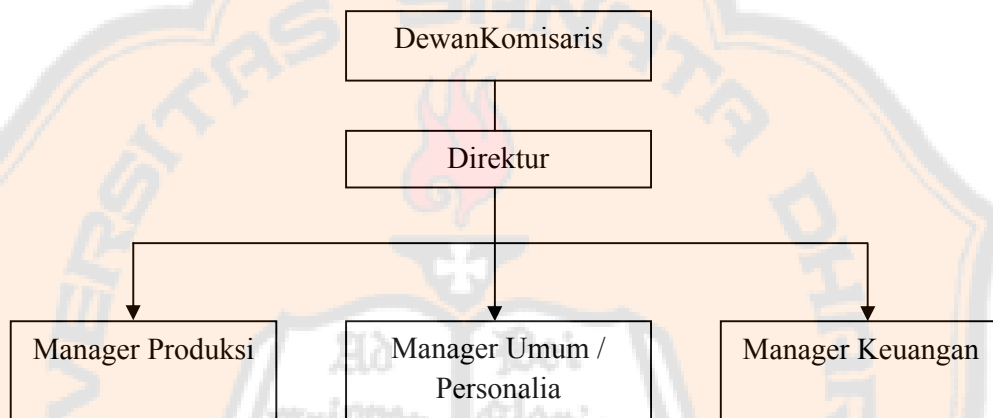 DewanKomisaris
Direktur
Manager Produksi
Manager Umum /
Personalia
Manager Keuangan